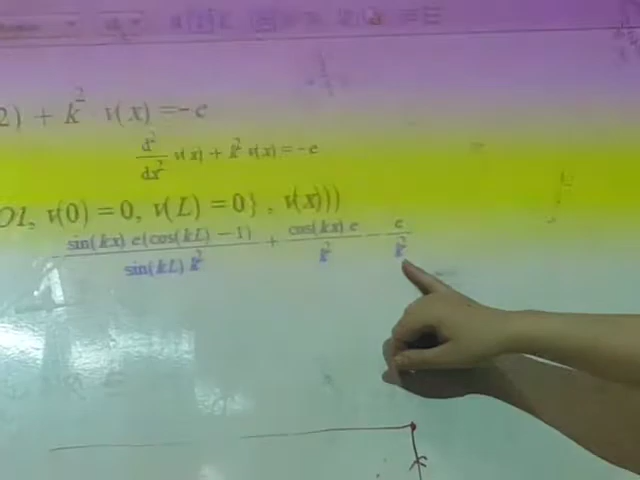 2) + k² v(x) = -e
d²/dx² v(x) + k² v(x) = -e
v(0) = 0, v(L) = 0}, v(x)))
- sin(kx) e(cos(kL) - 1) / sin(kL) k² + cos(kx) e / k² - e / k²